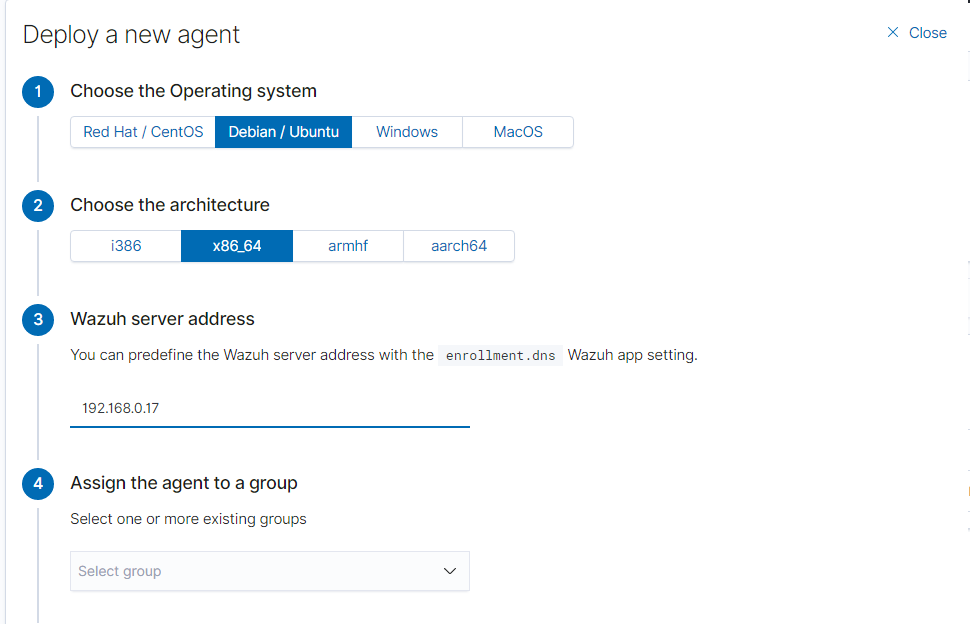 Deploy a new agent
Close
1 Choose the Operating system
Red Hat / CentOS Debian / Ubuntu Windows MacOS
2 Choose the architecture
i386 x86_64 armhf aarch64
3 Wazuh server address
You can predefine the Wazuh server address with the enrollment.dns Wazuh app setting.
192.168.0.17
4 Assign the agent to a group
Select one or more existing groups
Select group